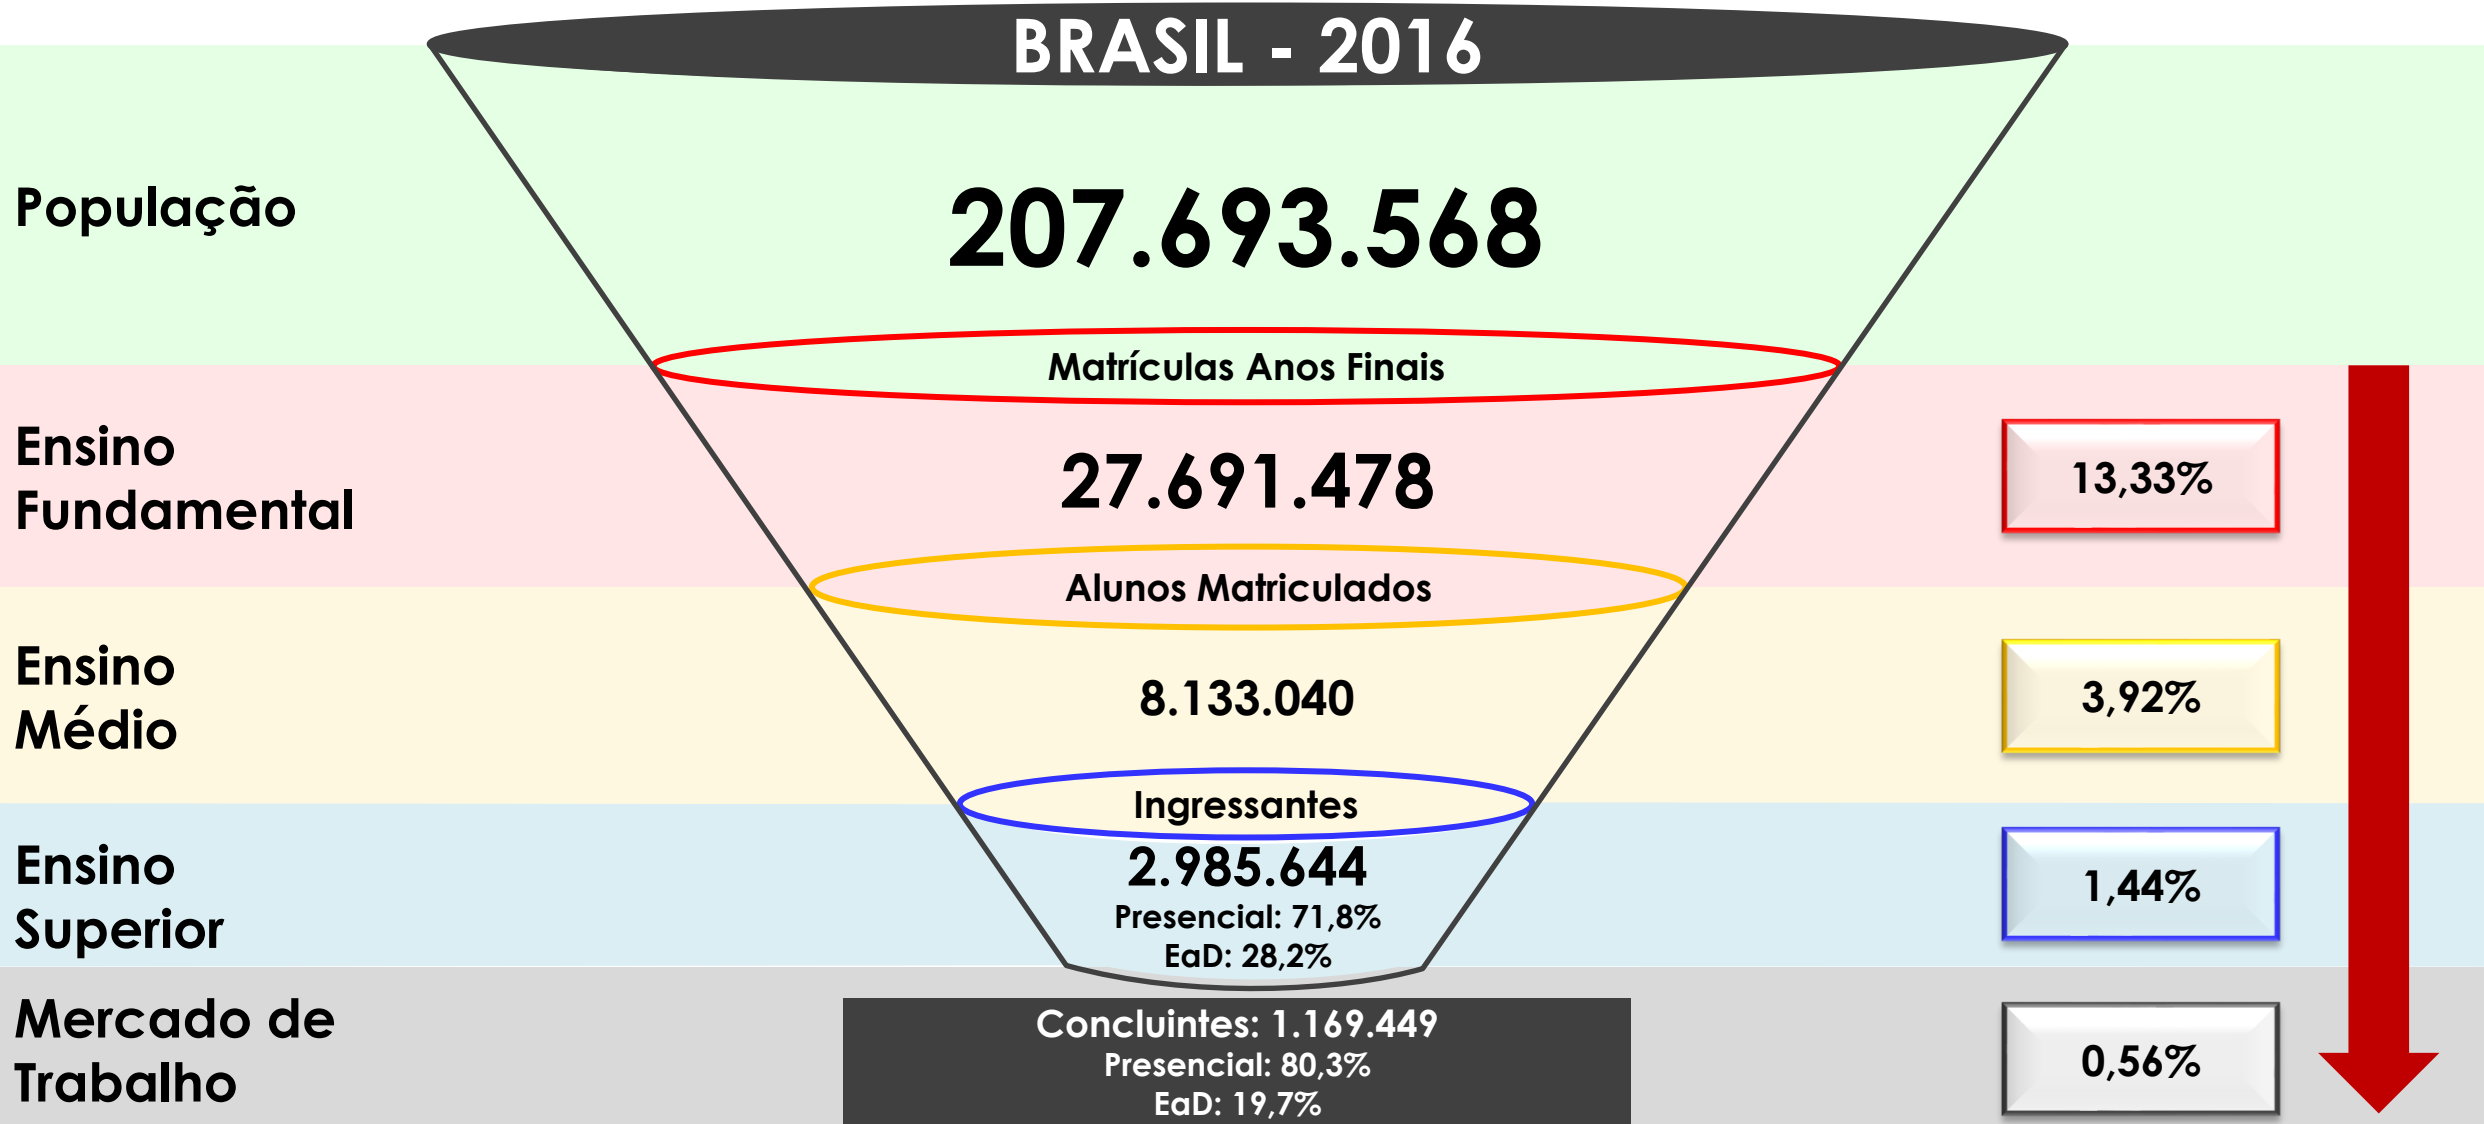 BRASIL - 2016
População
207.693.568
Matrículas Anos Finais
Ensino
Fundamental
27.691.478
13,33%
Alunos Matriculados
Ensino
Médio
8.133.040
3,92%
Ingressantes
Ensino
Superior
2.985.644
Presencial: 71,8%
EaD: 28,2%
1,44%
Mercado de
Trabalho
Concluintes: 1.169.449
Presencial: 80,3%
EaD: 19,7%
0,56%